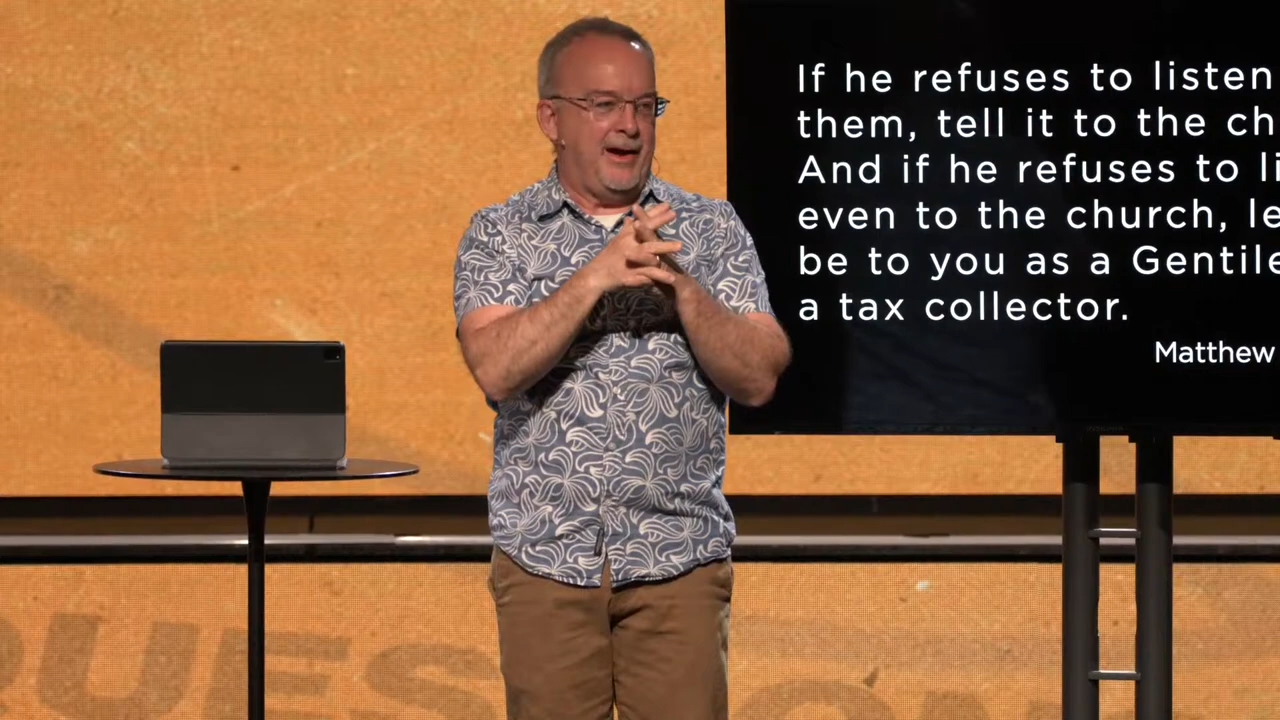 If he refuses to listen
them, tell it to the ch
And if he refuses to li
even to the church, le
be to you as a Gentile
a tax collector.
Matthew
QUES